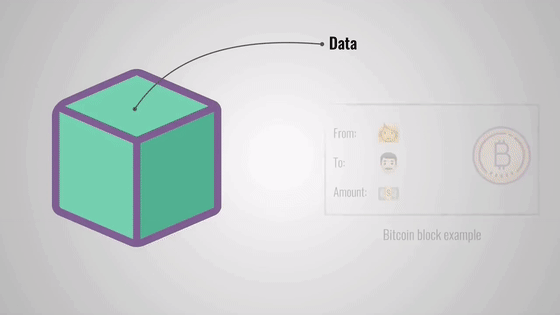 Data
From:
To:
Amount:
Bitcoin block example